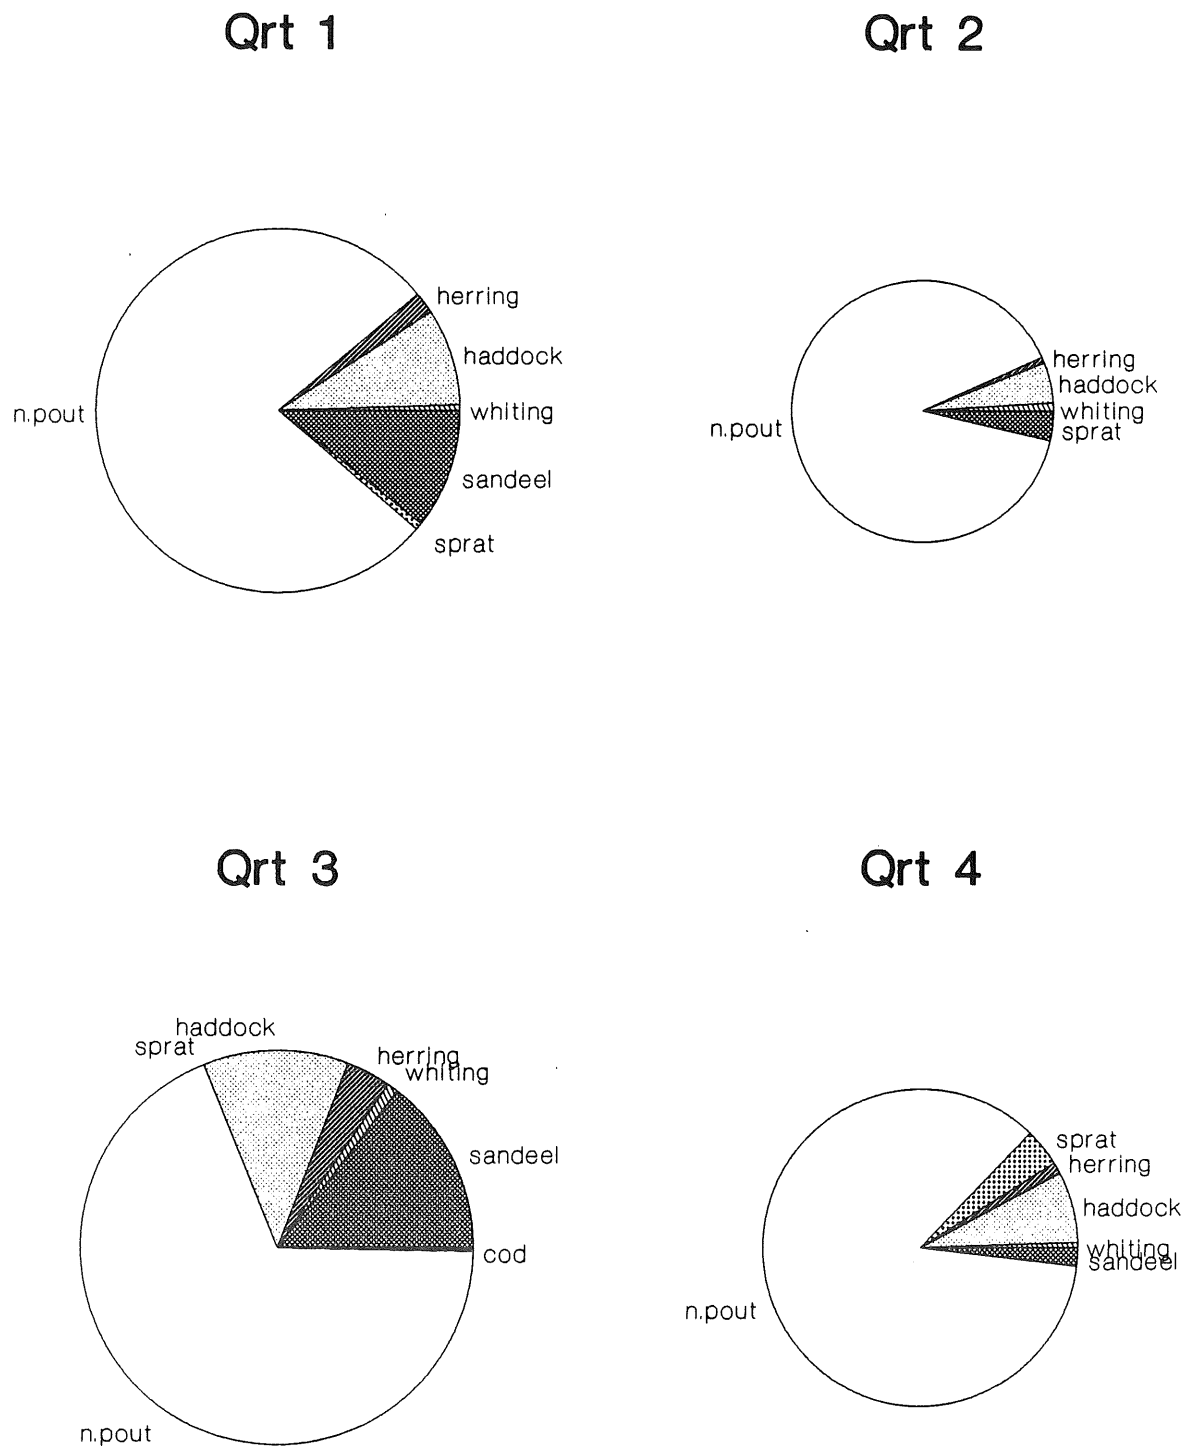 Qrt 1
Qrt 2
herring
haddock
whiting
n.pout
sandeel
sprat
herring
haddock
whiting
n.pout
sprat
Qrt 3
Qrt 4
haddock
sprat
herring
whiting
sandeel
cod
n.pout
sprat
herring
haddock
whiting
sandeel
n.pout